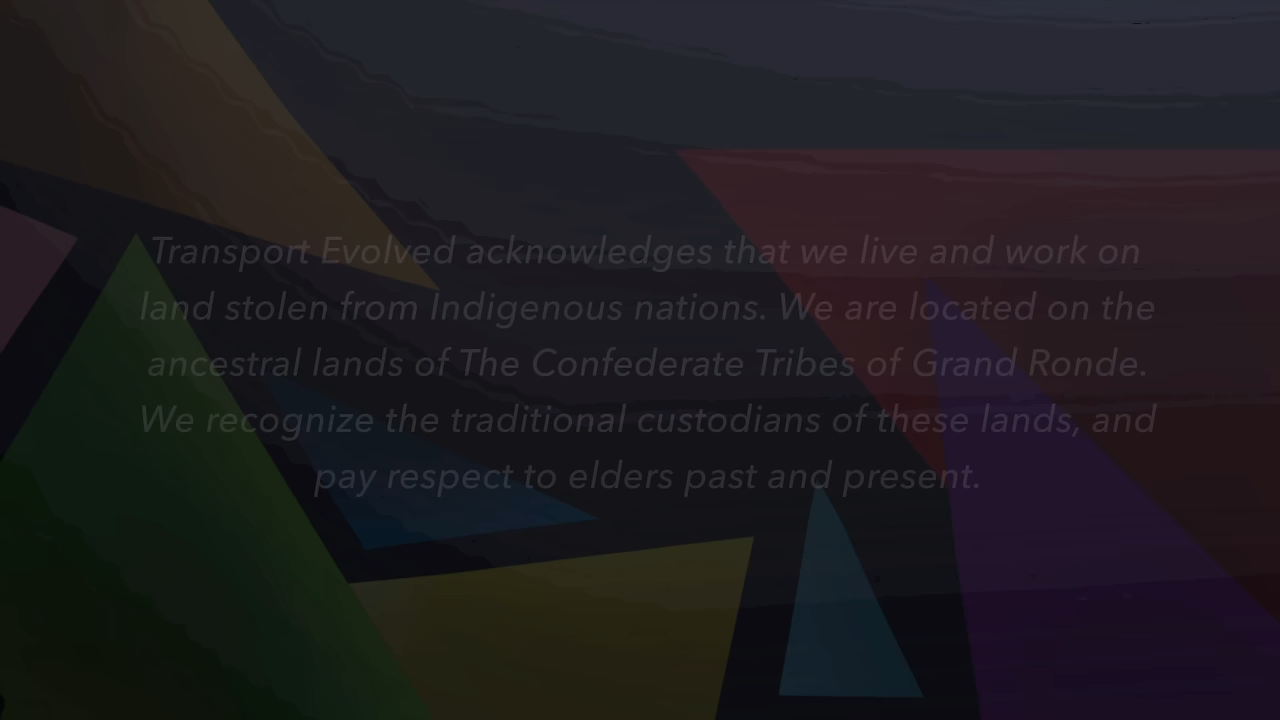 Transport Evolved acknowledges that we live and work on
land stolen from Indigenous nations. We are located on the
ancestral lands of The Confederate Tribes of Grand Ronde.
We recognize the traditional custodians of these lands, and
pay respect to elders past and present.